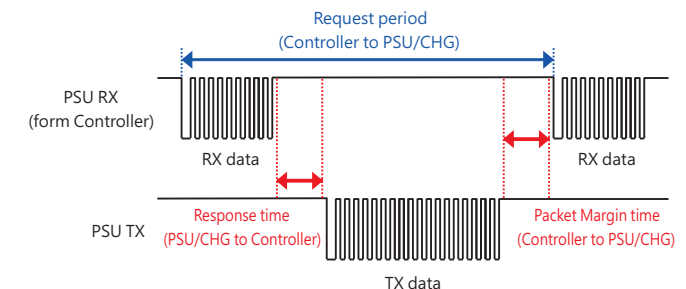 Request period
(Controller to PSU/CHG)
PSU RX
(form Controller)
RX data
RX data
PSU TX
Response time
(PSU/CHG to Controller)
Packet Margin time
(Controller to PSU/CHG)
TX data